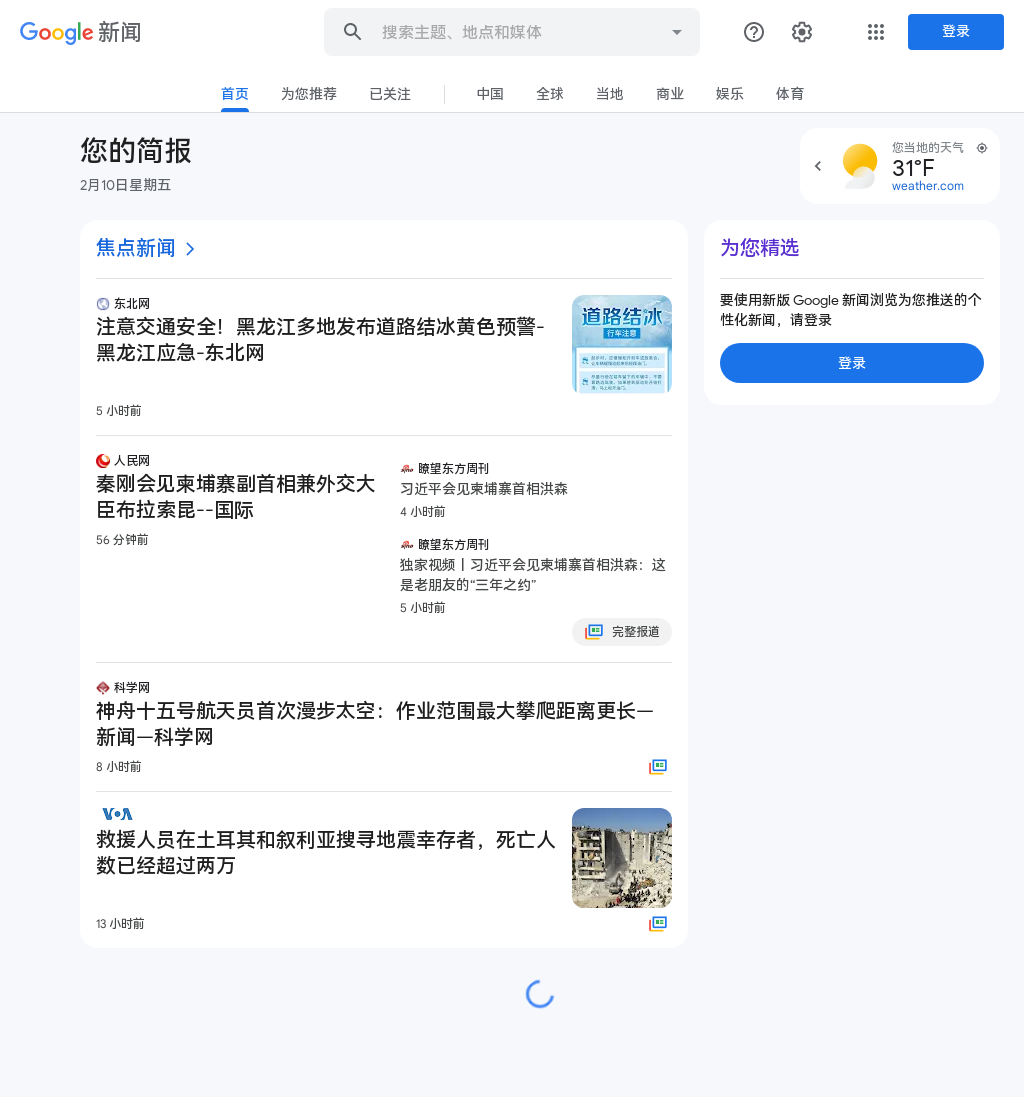 Google 新闻
搜索主题、地点和媒体
登录
首页
为您推荐
已关注
中国
全球
当地
商业
娱乐
体育
您的简报
2月10日星期五
您当地的天气
31°F
weather.com
焦点新闻
东北网
注意交通安全！黑龙江多地发布道路结冰黄色预警-
黑龙江应急-东北网
5 小时前
道路结冰
行车注意
人民网
秦刚会见柬埔寨副首相兼外交大
臣布拉索昆--国际
56 分钟前
瞭望东方周刊
习近平会见柬埔寨首相洪森
4 小时前
瞭望东方周刊
独家视频丨习近平会见柬埔寨首相洪森：这
是老朋友的“三年之约”
5 小时前
完整报道
科学网
神舟十五号航天员首次漫步太空：作业范围最大攀爬距离更长—
新闻—科学网
8 小时前
VOA
救援人员在土耳其和叙利亚搜寻地震幸存者，死亡人
数已经超过两万
13 小时前
为您精选
要使用新版 Google 新闻浏览为您推送的个
性化新闻，请登录
登录